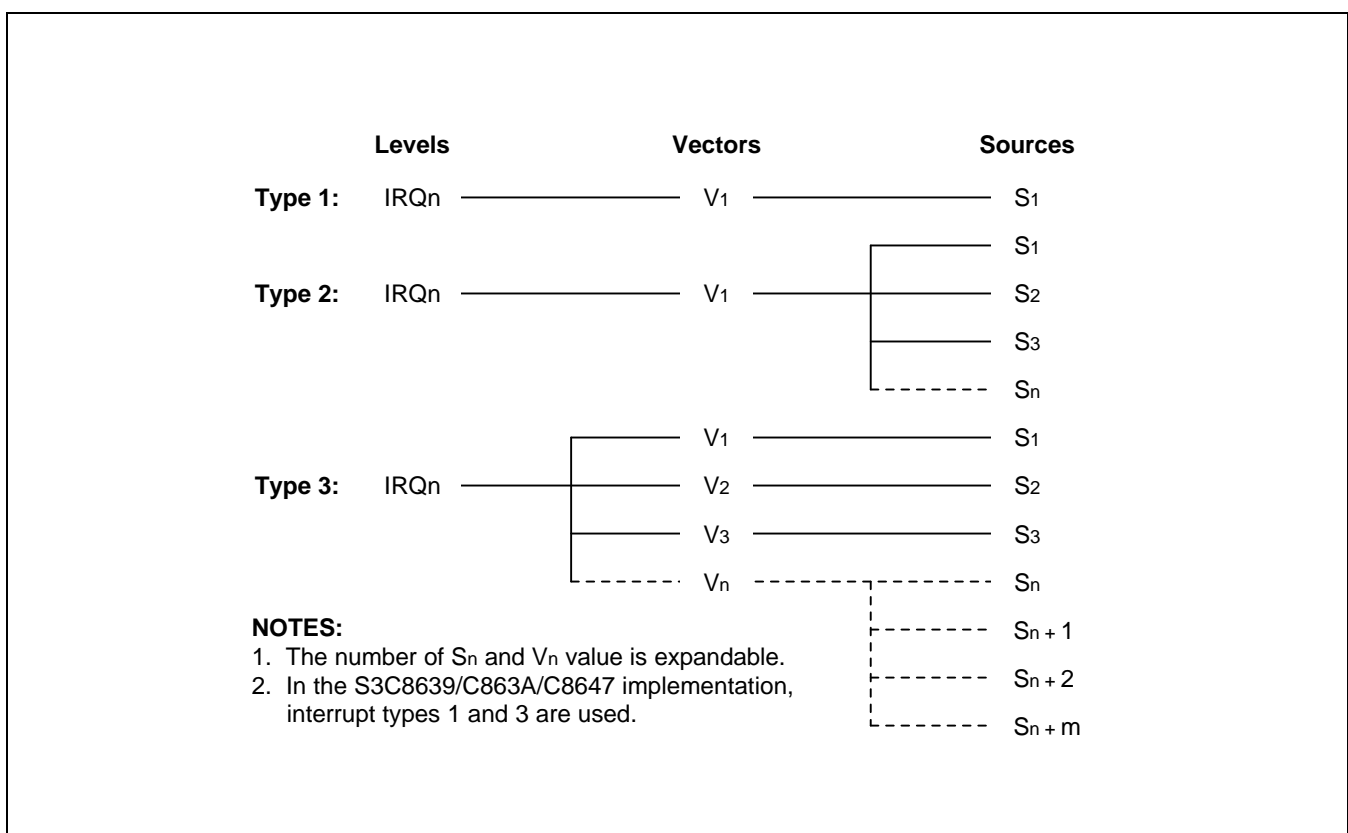 Levels Vectors Sources
Type 1: IRQn V1 S1
S1
Type 2: IRQn V1 S2
S3
Sn
V1 S1
Type 3: IRQn V2 S2
V3 S3
Vn Sn
NOTES: Sn + 1
1. The number of Sn and Vn value is expandable.
2. In the S3C8639/C863A/C8647 implementation, Sn + 2
interrupt types 1 and 3 are used.
Sn + m